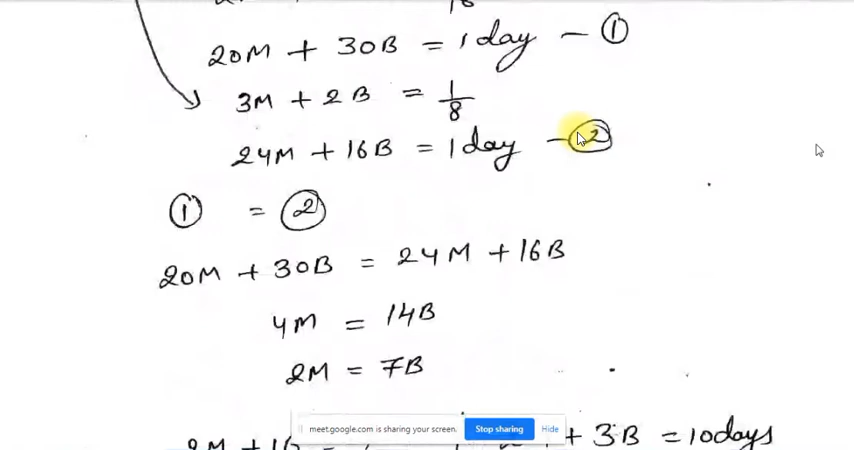 20M + 30B = 1 day - ①
3M + 2B = 1/8
24M + 16B = 1 day - ②
① = ②
20M + 30B = 24M + 16B
4M = 14B
2M = 7B
meet.google.com is sharing your screen. Stop sharing Hide
+ 3B = 10 days